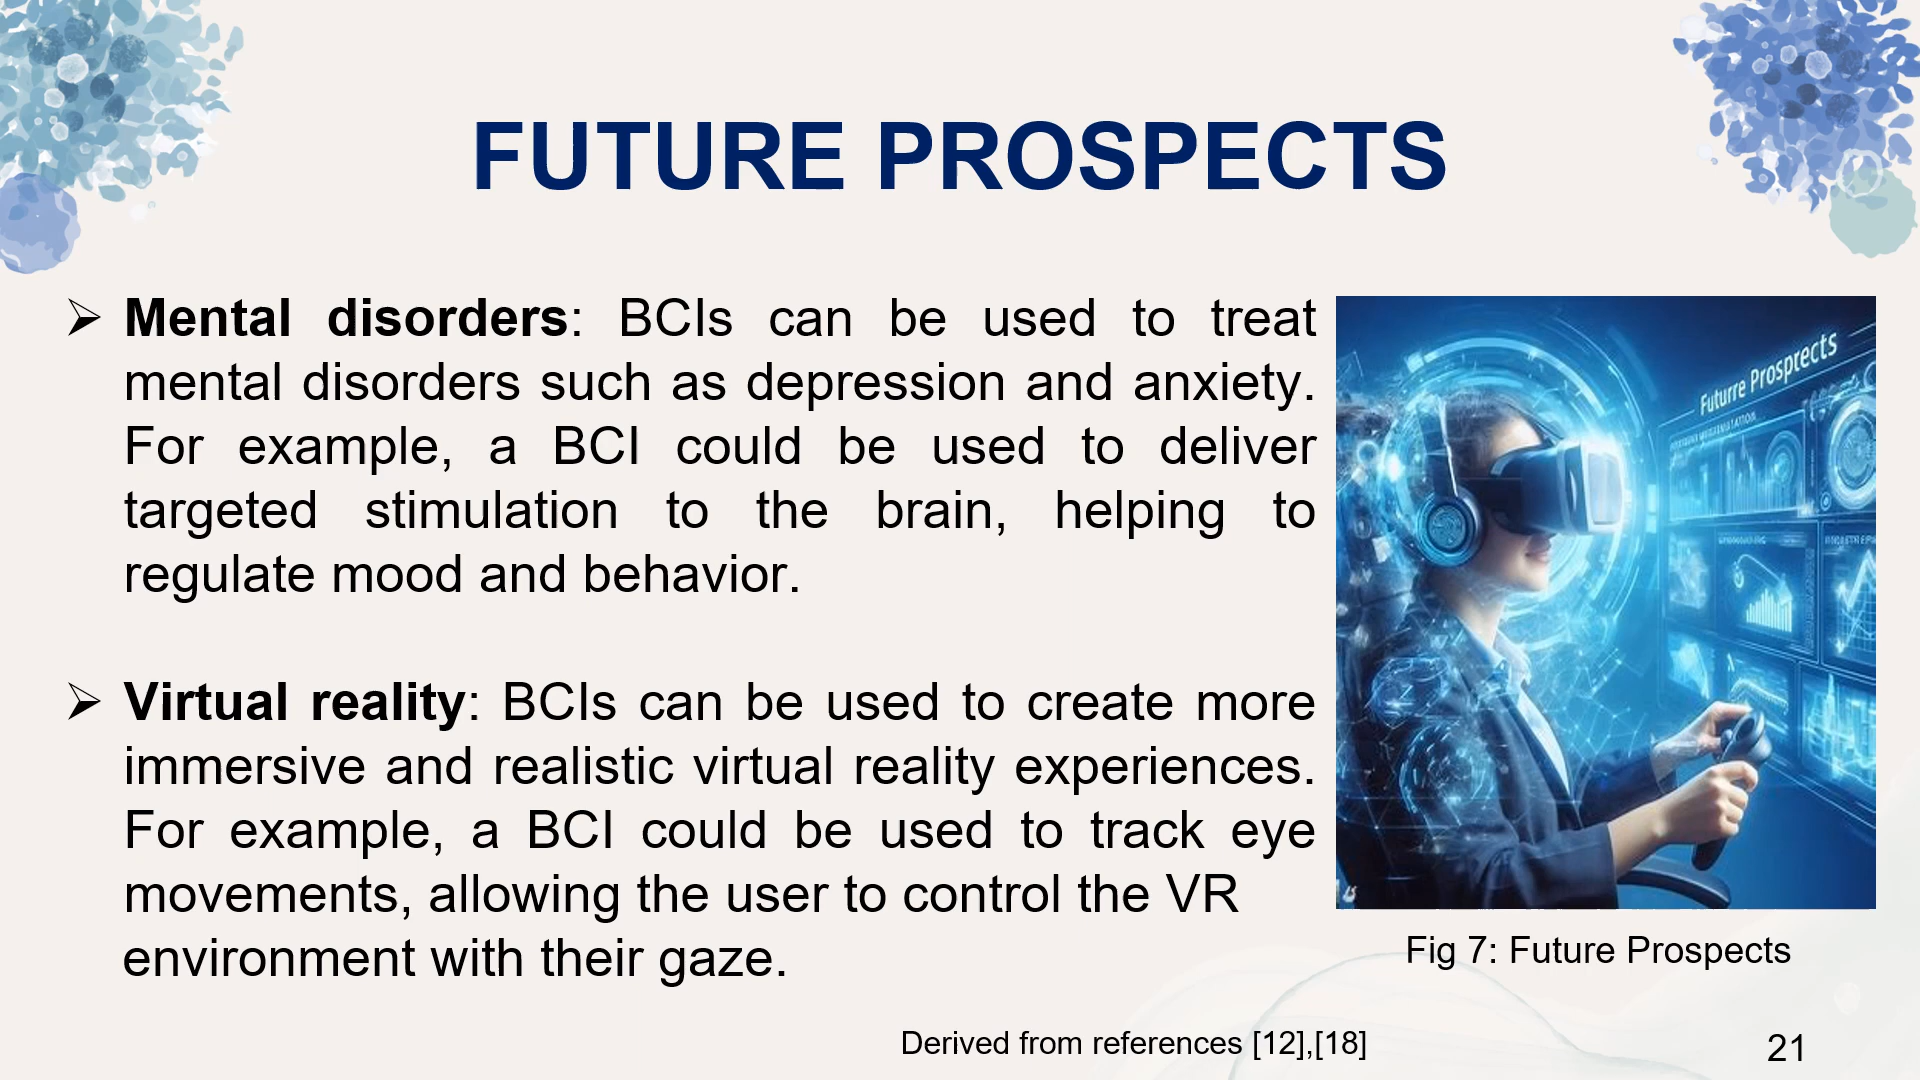 FUTURE PROSPECTS
➢ Mental disorders: BCIs can be used to treat
mental disorders such as depression and anxiety.
For example, a BCI could be used to deliver
targeted stimulation to the brain, helping to
regulate mood and behavior.
➢ Virtual reality: BCIs can be used to create more
immersive and realistic virtual reality experiences.
For example, a BCI could be used to track eye
movements, allowing the user to control the VR
environment with their gaze.
Futurre Prosprects
Fig 7: Future Prospects
Derived from references [12],[18]
21